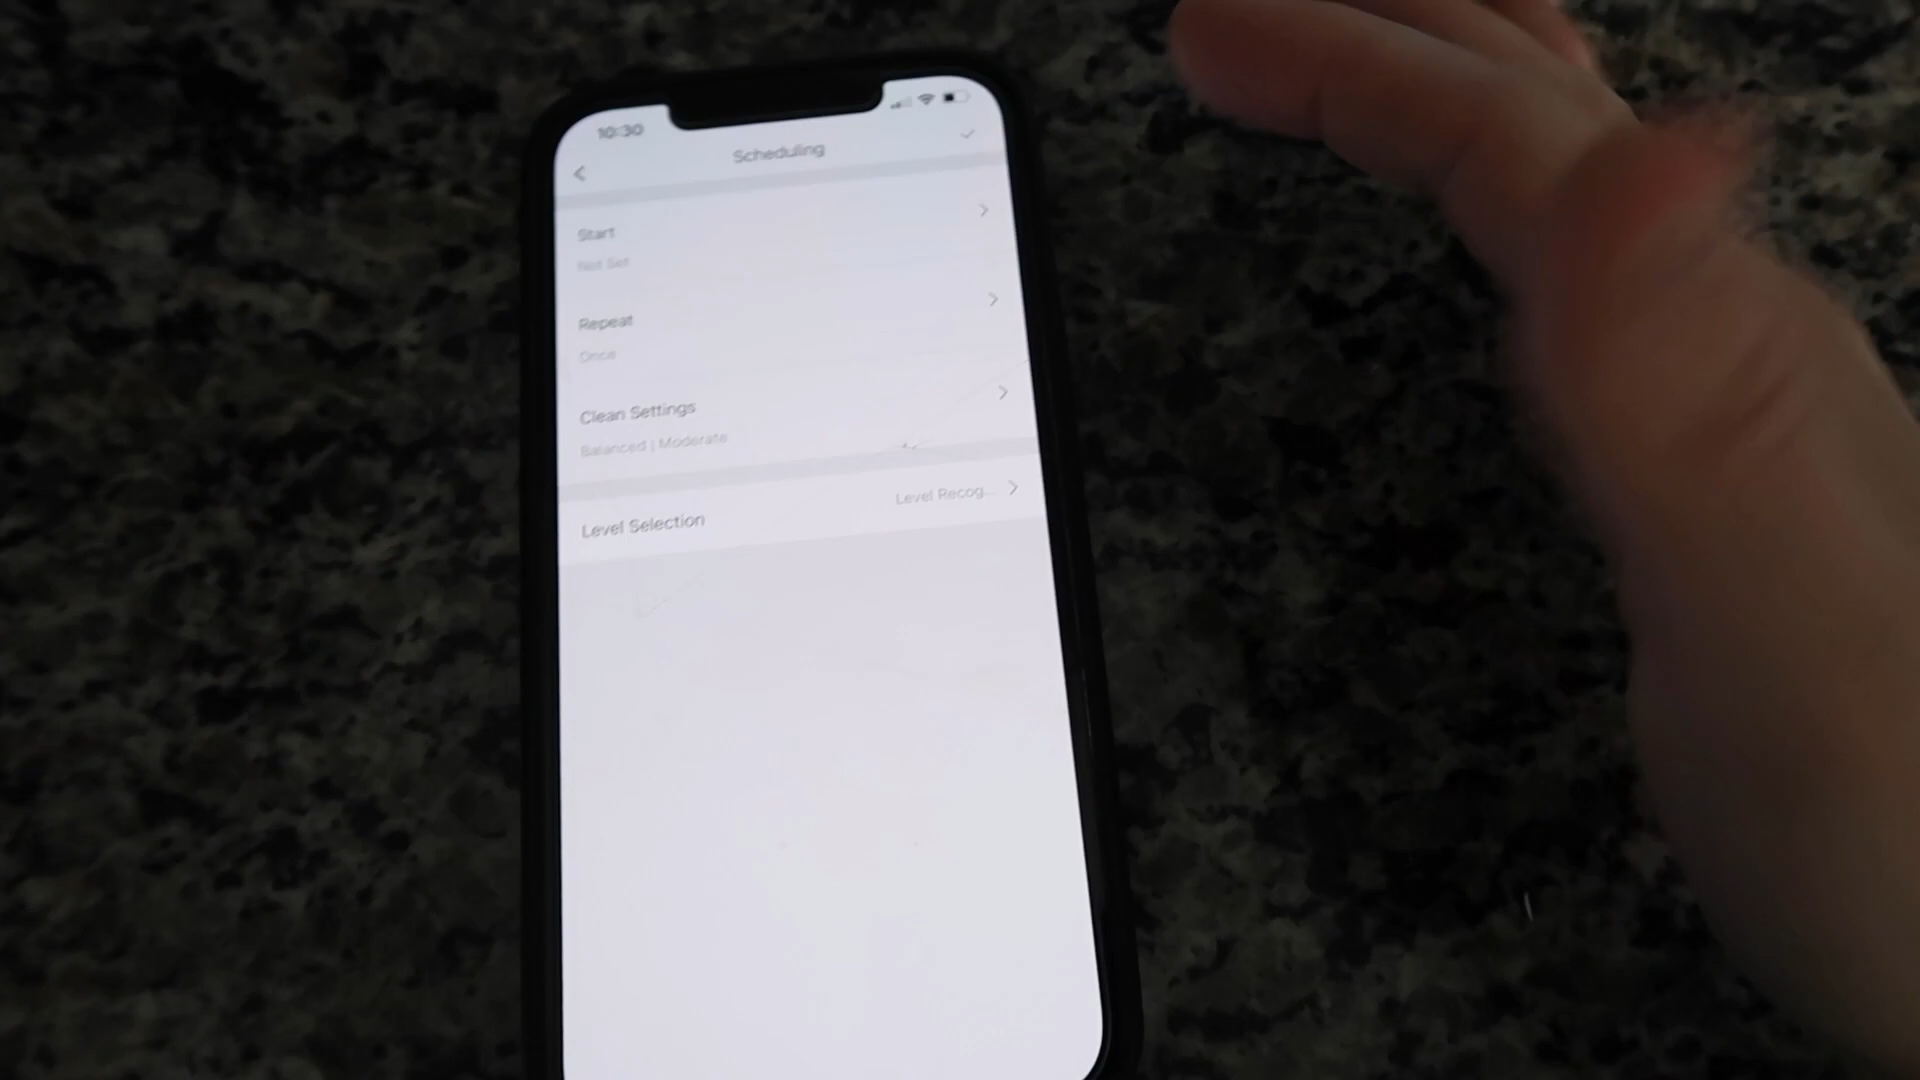 10:30
Scheduling
Start
Not Set
Repeat
Once
Clean Settings
Balanced | Moderate
Level Selection Level Recog...